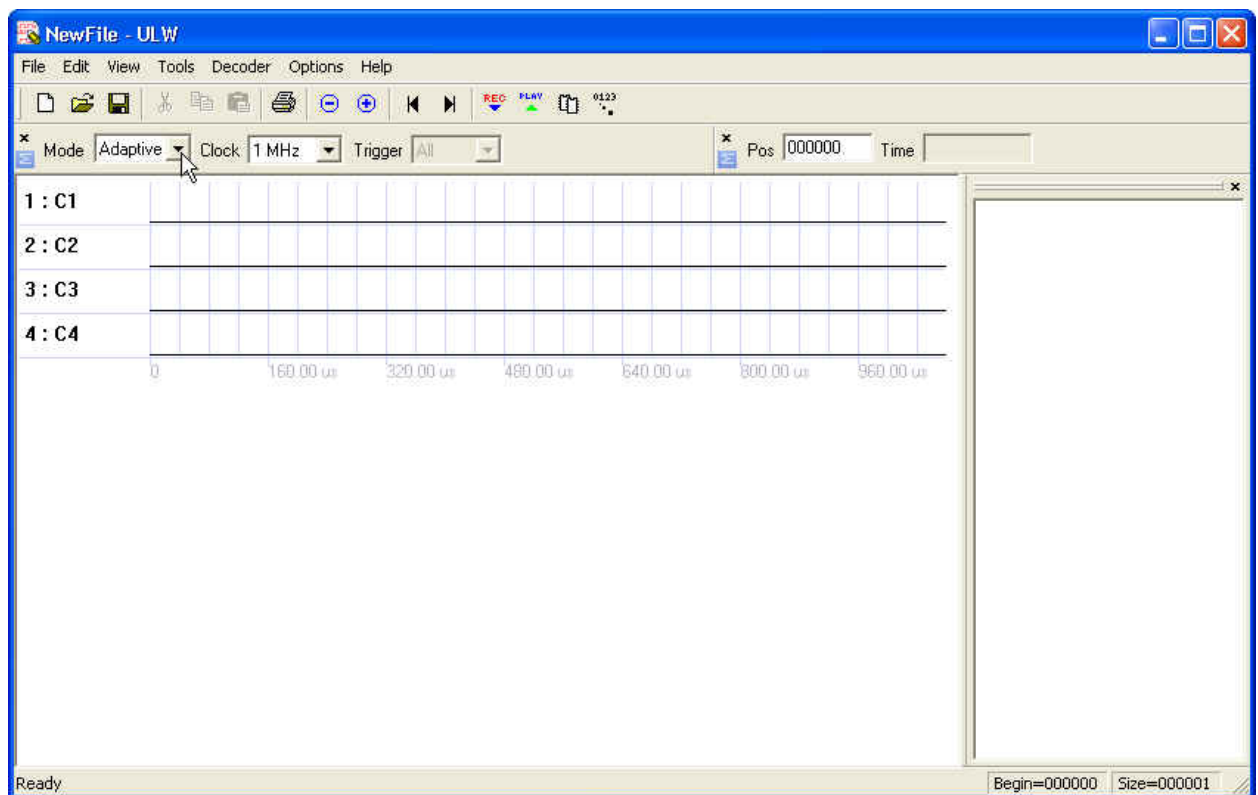 NewFile - ULW
File Edit View Tools Decoder Options Help
REC PLAY 0123
Mode Adaptive Clock 1 MHz Trigger All Pos 000000 Time
1 : C1
2 : C2
3 : C3
4 : C4
0 160.00 us 320.00 us 480.00 us 640.00 us 800.00 us 960.00 us
Ready Begin=000000 Size=000001